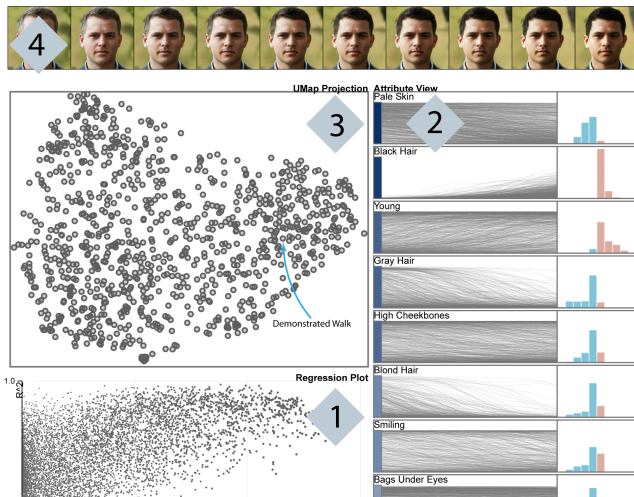 4
UMap Projection
3
Demonstrated Walk
Attribute View
2
Pale Skin
Black Hair
Young
Gray Hair
High Cheekbones
Blond Hair
Smiling
Bags Under Eyes
Regression Plot
1.0
R^2
1